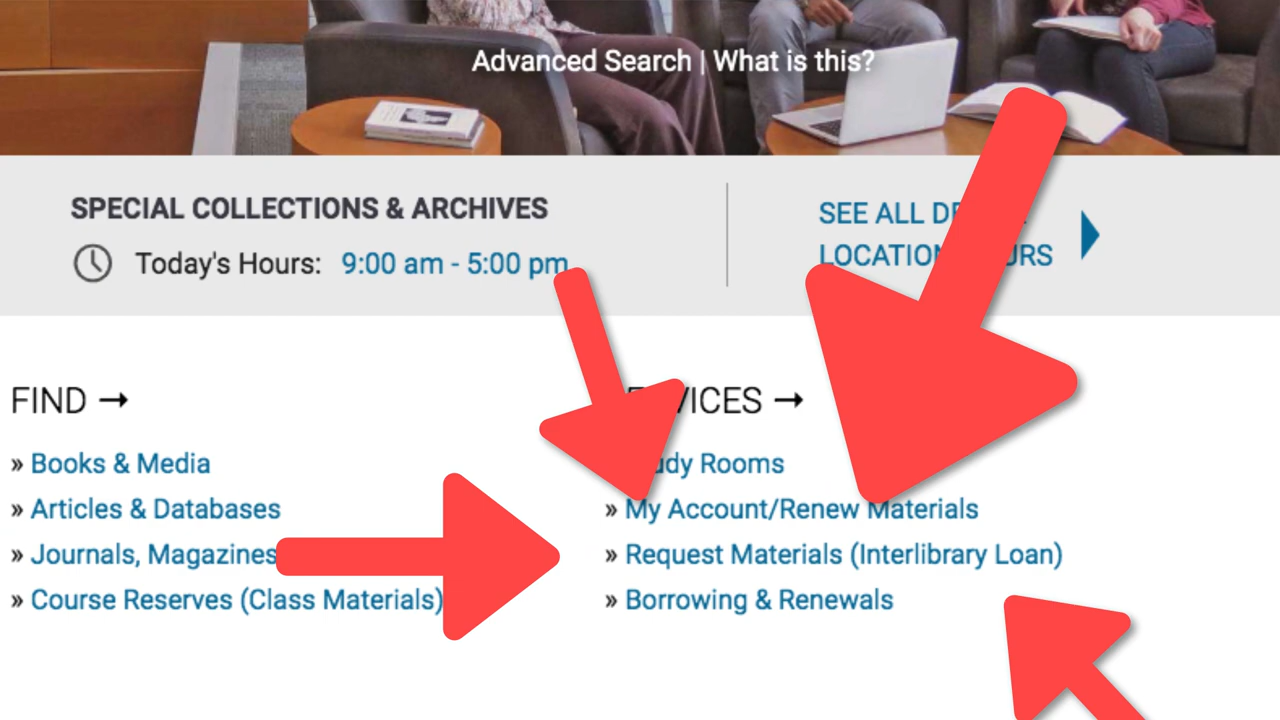 Advanced Search | What is this?
SPECIAL COLLECTIONS & ARCHIVES
Today's Hours: 9:00 am - 5:00 pm
SEE ALL
FIND →
» Books & Media
» Articles & Databases
» Journals, Magazines
» Course Reserves (Class Materials)
→
» Rooms
» My Account/Renew Materials
» Request Materials (Interlibrary Loan)
» Borrowing & Renewals